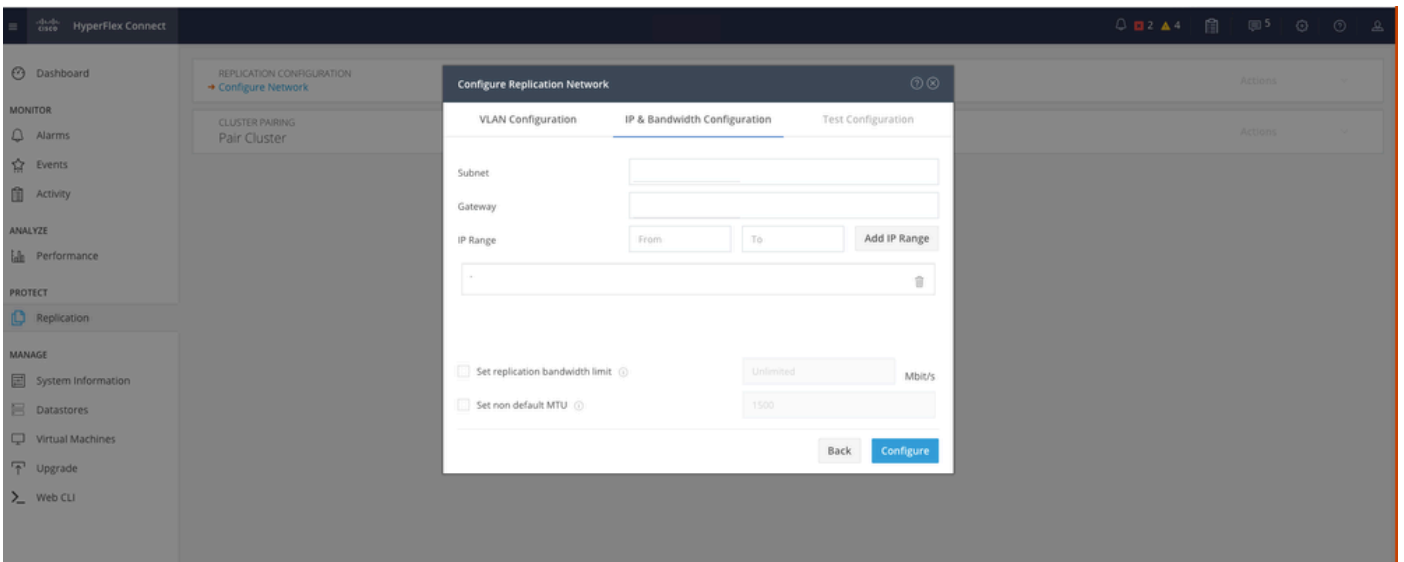 CISCO HyperFlex Connect 2 4 5
Dashboard
MONITOR
Alarms
Events
Activity
ANALYZE
Performance
PROTECT
Replication
MANAGE
System Information
Datastores
Virtual Machines
Upgrade
Web CLI
REPLICATION CONFIGURATION
Configure Network
Actions
CLUSTER PAIRING
Pair Cluster
Actions
Configure Replication Network
VLAN Configuration IP & Bandwidth Configuration Test Configuration
Subnet
Gateway
IP Range From To Add IP Range
-
Set replication bandwidth limit Unlimited Mbit/s
Set non default MTU 1500
Back Configure